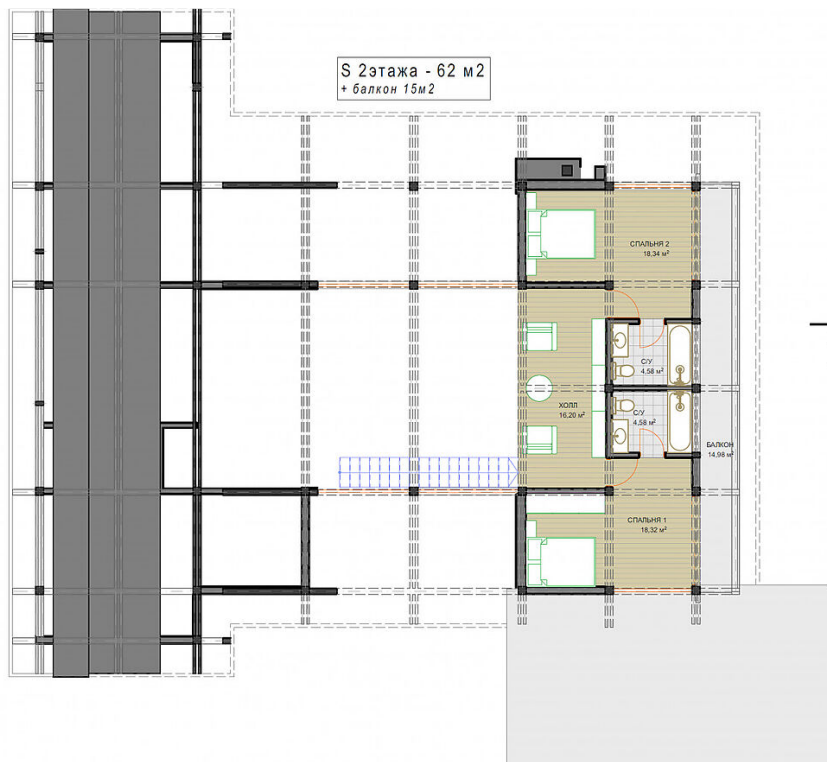 S 2этажа - 62 м2
+ балкон 15м2
СПАЛЬНЯ 2
18,34 м²
С/У
4,58 м²
ХОЛЛ
16,20 м²
С/У
4,58 м²
БАЛКОН
14,98 м²
СПАЛЬНЯ 1
18,32 м²